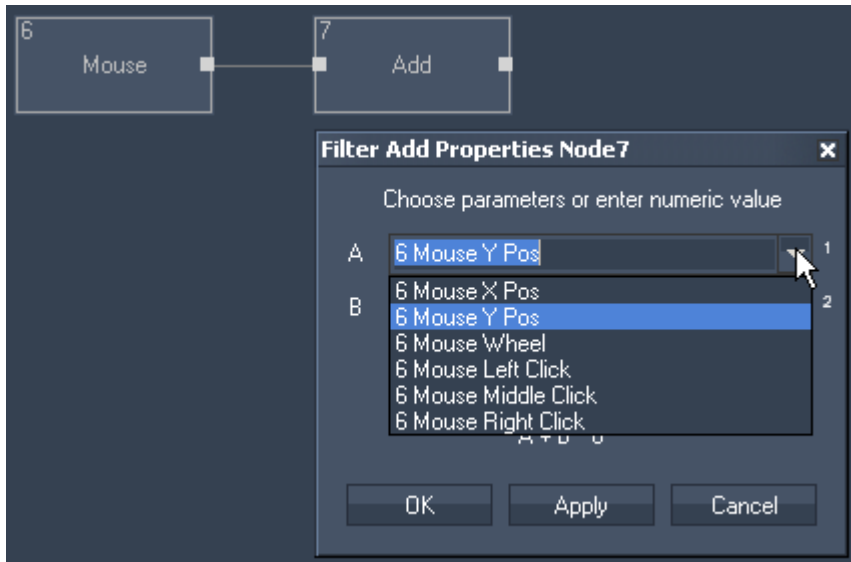 6
Mouse
7
Add
Filter Add Properties Node7
Choose parameters or enter numeric value
A 6 Mouse Y Pos 1
6 Mouse X Pos
B 6 Mouse Y Pos 2
6 Mouse Wheel
6 Mouse Left Click
6 Mouse Middle Click
6 Mouse Right Click
OK Apply Cancel